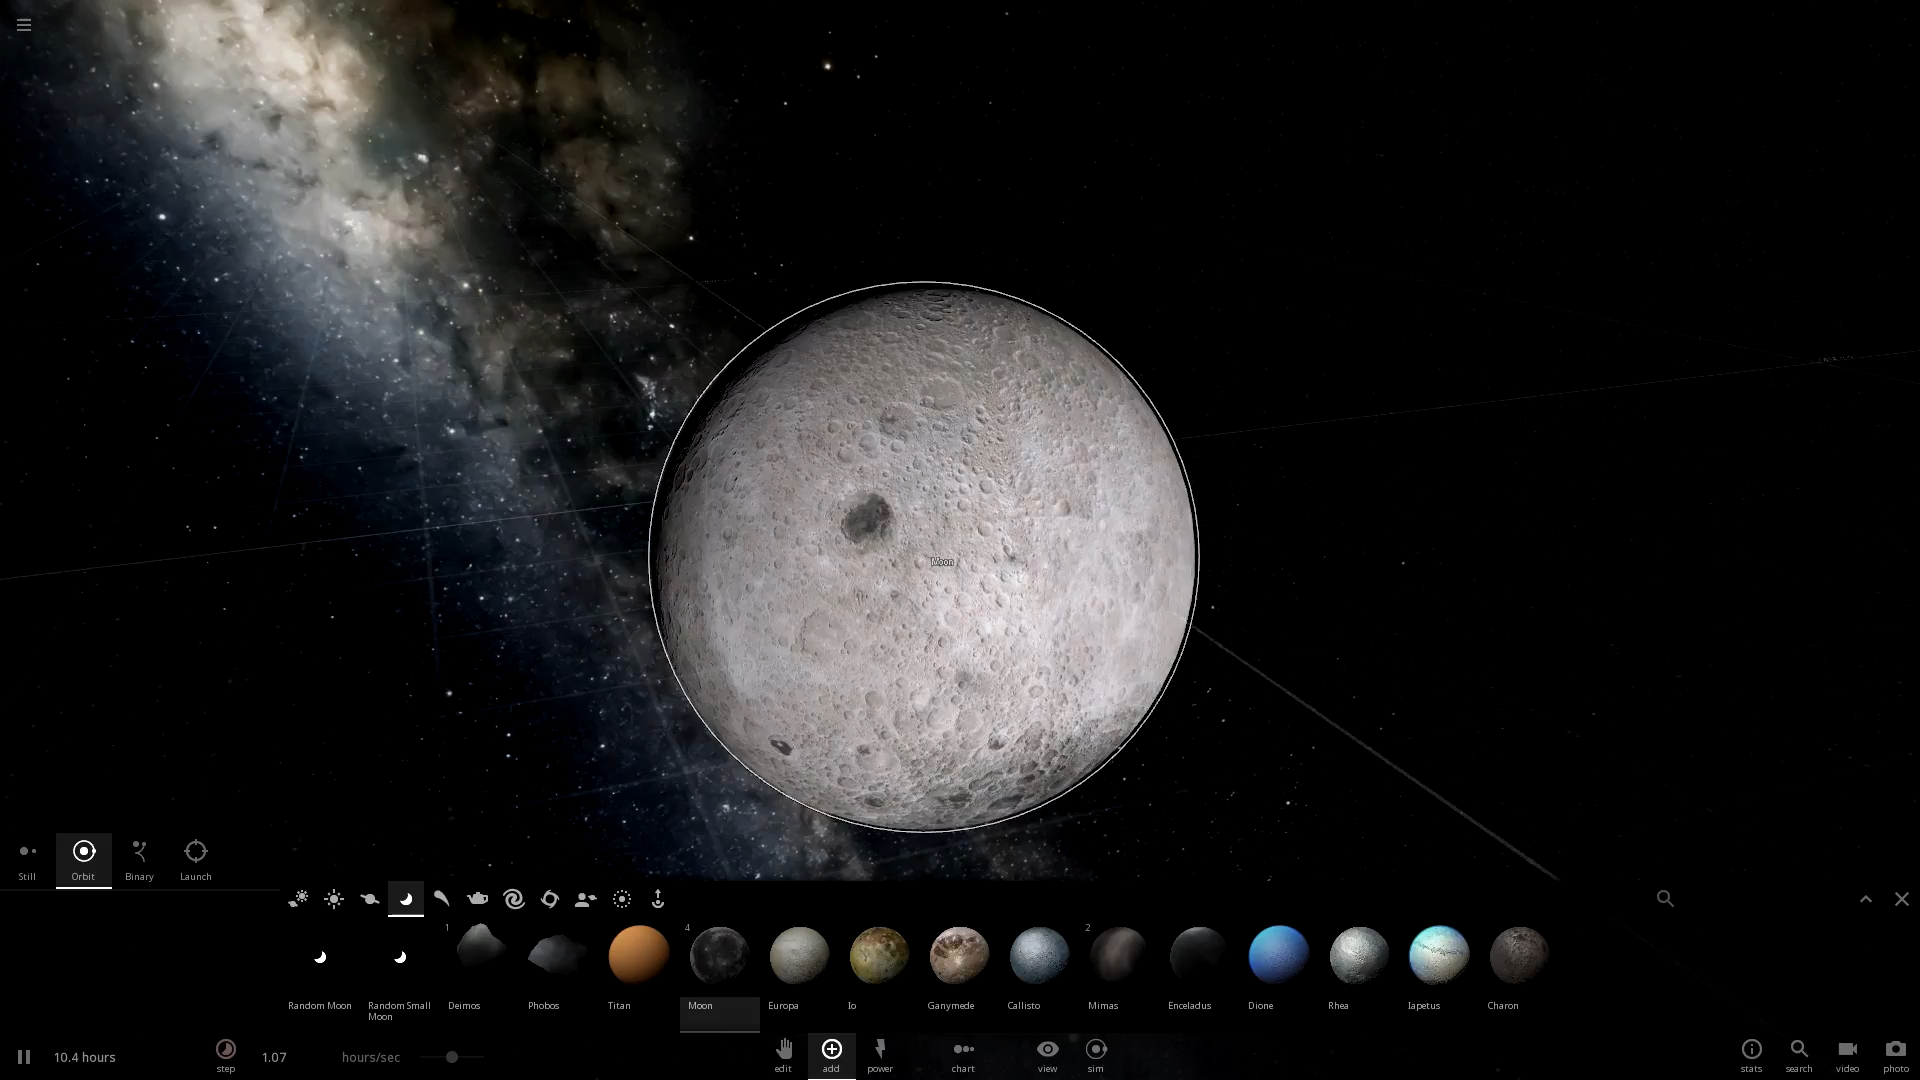 Moon
Still
Orbit
Binary
Launch
1
4
2
Random Moon
Random Small
Moon
Deimos
Phobos
Titan
Moon
Europa
Io
Ganymede
Callisto
Mimas
Enceladus
Dione
Rhea
Iapetus
Charon
10.4 hours
step
1.07
hours/sec
edit
add
power
chart
view
sim
stats
search
video
photo